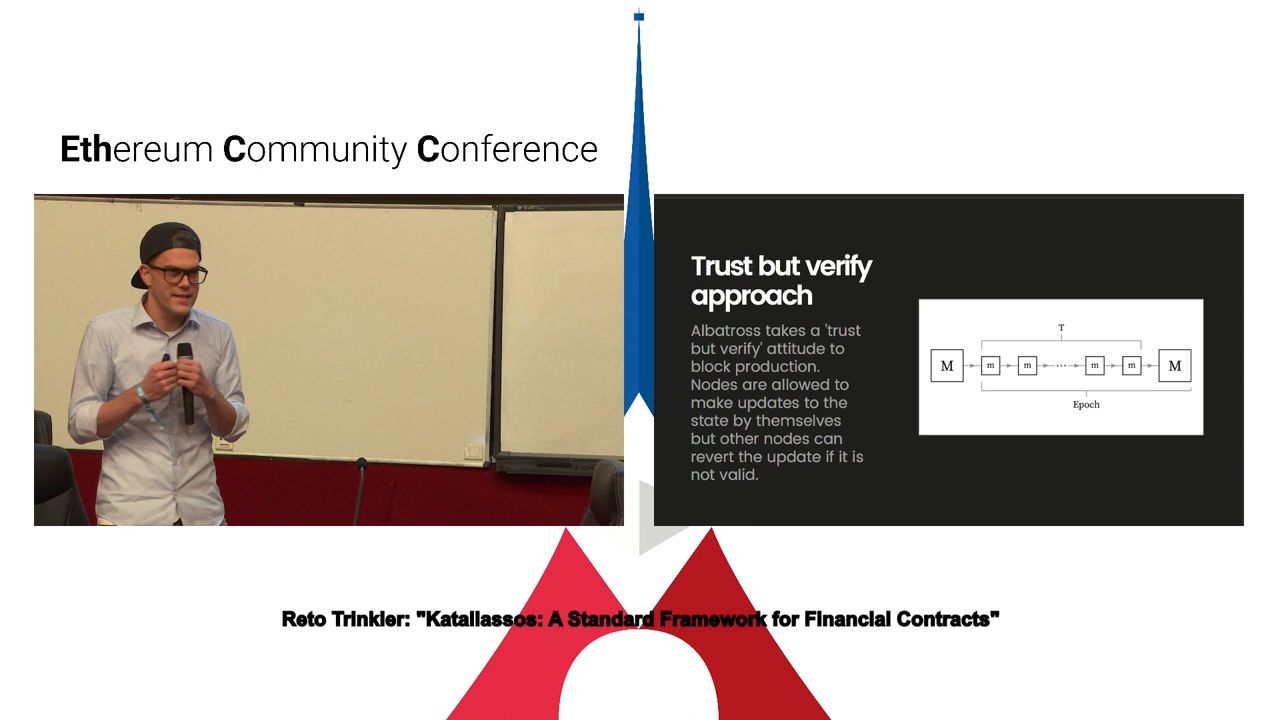 Ethereum Community Conference
Trust but verify
approach
Albatross takes a 'trust
but verify' attitude to
block production.
Nodes are allowed to
make updates to the
state by themselves
but other nodes can
revert the update if it is
not valid.
T
M m m m m M
Epoch
Reto Trinkler: "Katallassos: A Standard Framework for Financial Contracts"